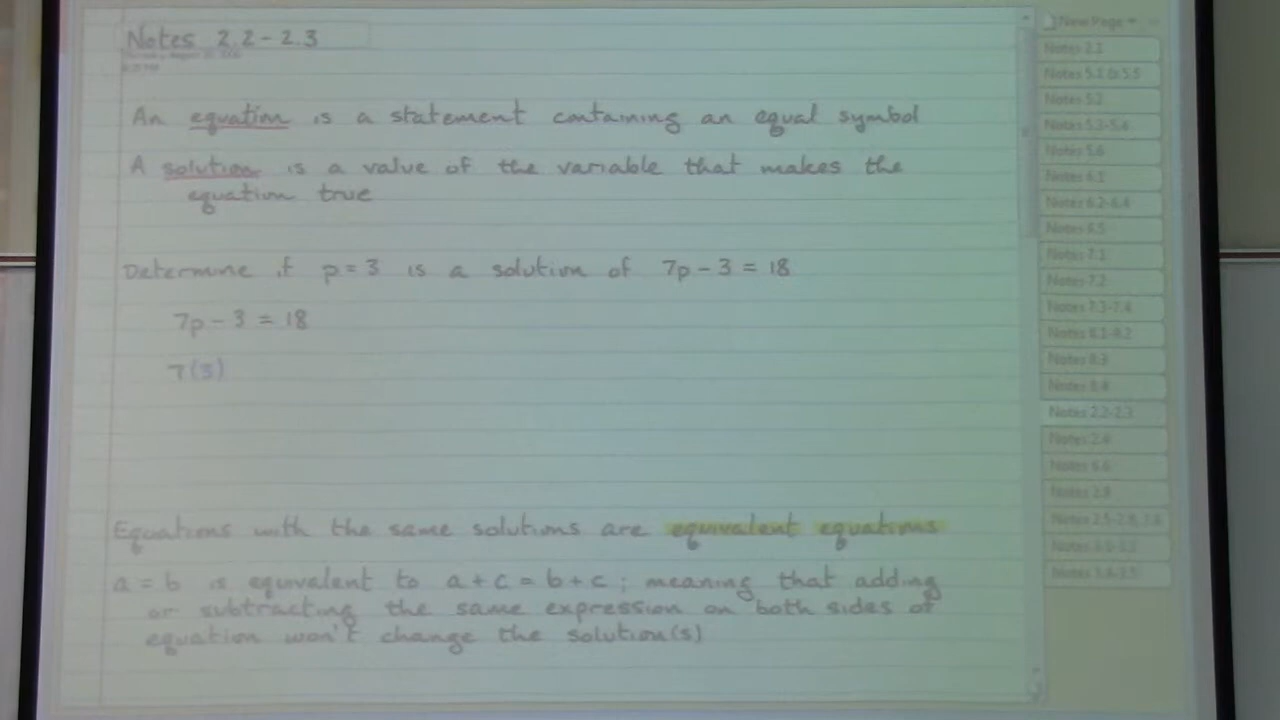 Notes 2.2-2.3
An equation is a statement containing an equal symbol
A solution is a value of the variable that makes the
equation true
Determine if p = 3 is a solution of 7p - 3 = 18
7p - 3 = 18
7(3)
Equations with the same solutions are equivalent equations
a = b is equivalent to a + c = b + c ; meaning that adding
or subtracting the same expression on both sides of
equation won't change the solution(s)
New Page
Notes 2.1
Notes 5.1 & 5.5
Notes 5.2
Notes 5.3-5.4
Notes 5.6
Notes 6.1
Notes 6.2-6.4
Notes 6.5
Notes 7.1
Notes 7.2
Notes 7.3-7.4
Notes 8.1-8.2
Notes 8.3
Notes 8.4
Notes 2.2-2.3
Notes 2.4
Notes 6.6
Notes 2.8